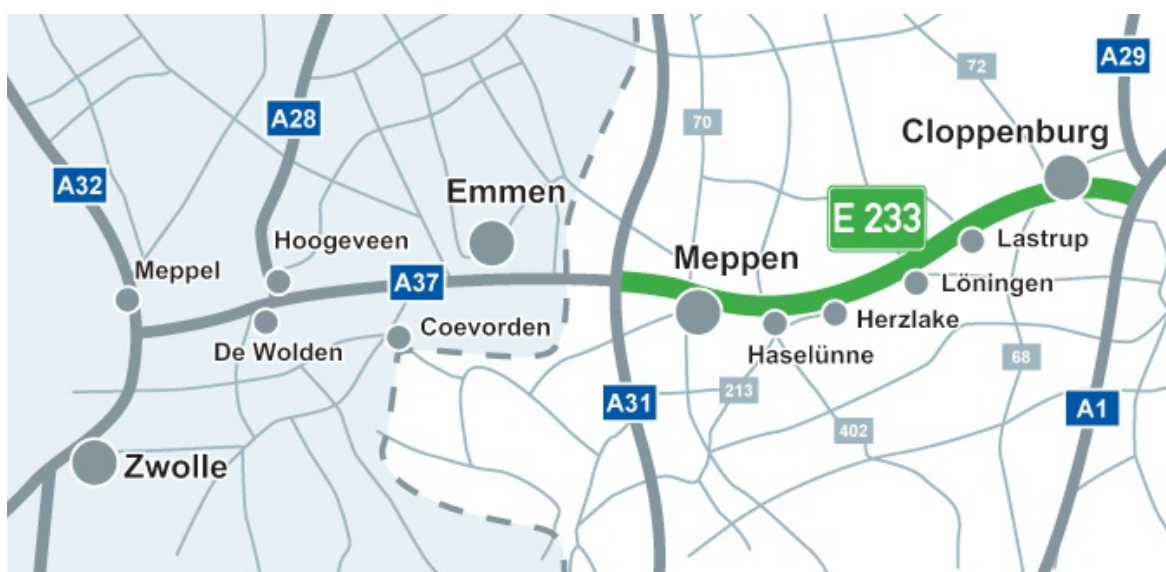 A29
72
A28
70
Cloppenburg
A32
Emmen
E 233
Hoogeveen
Lastrup
Meppen
Meppel
A37
Löningen
Herzlake
Coevorden
De Wolden
Haselünne
68
213
A31
A1
402
Zwolle